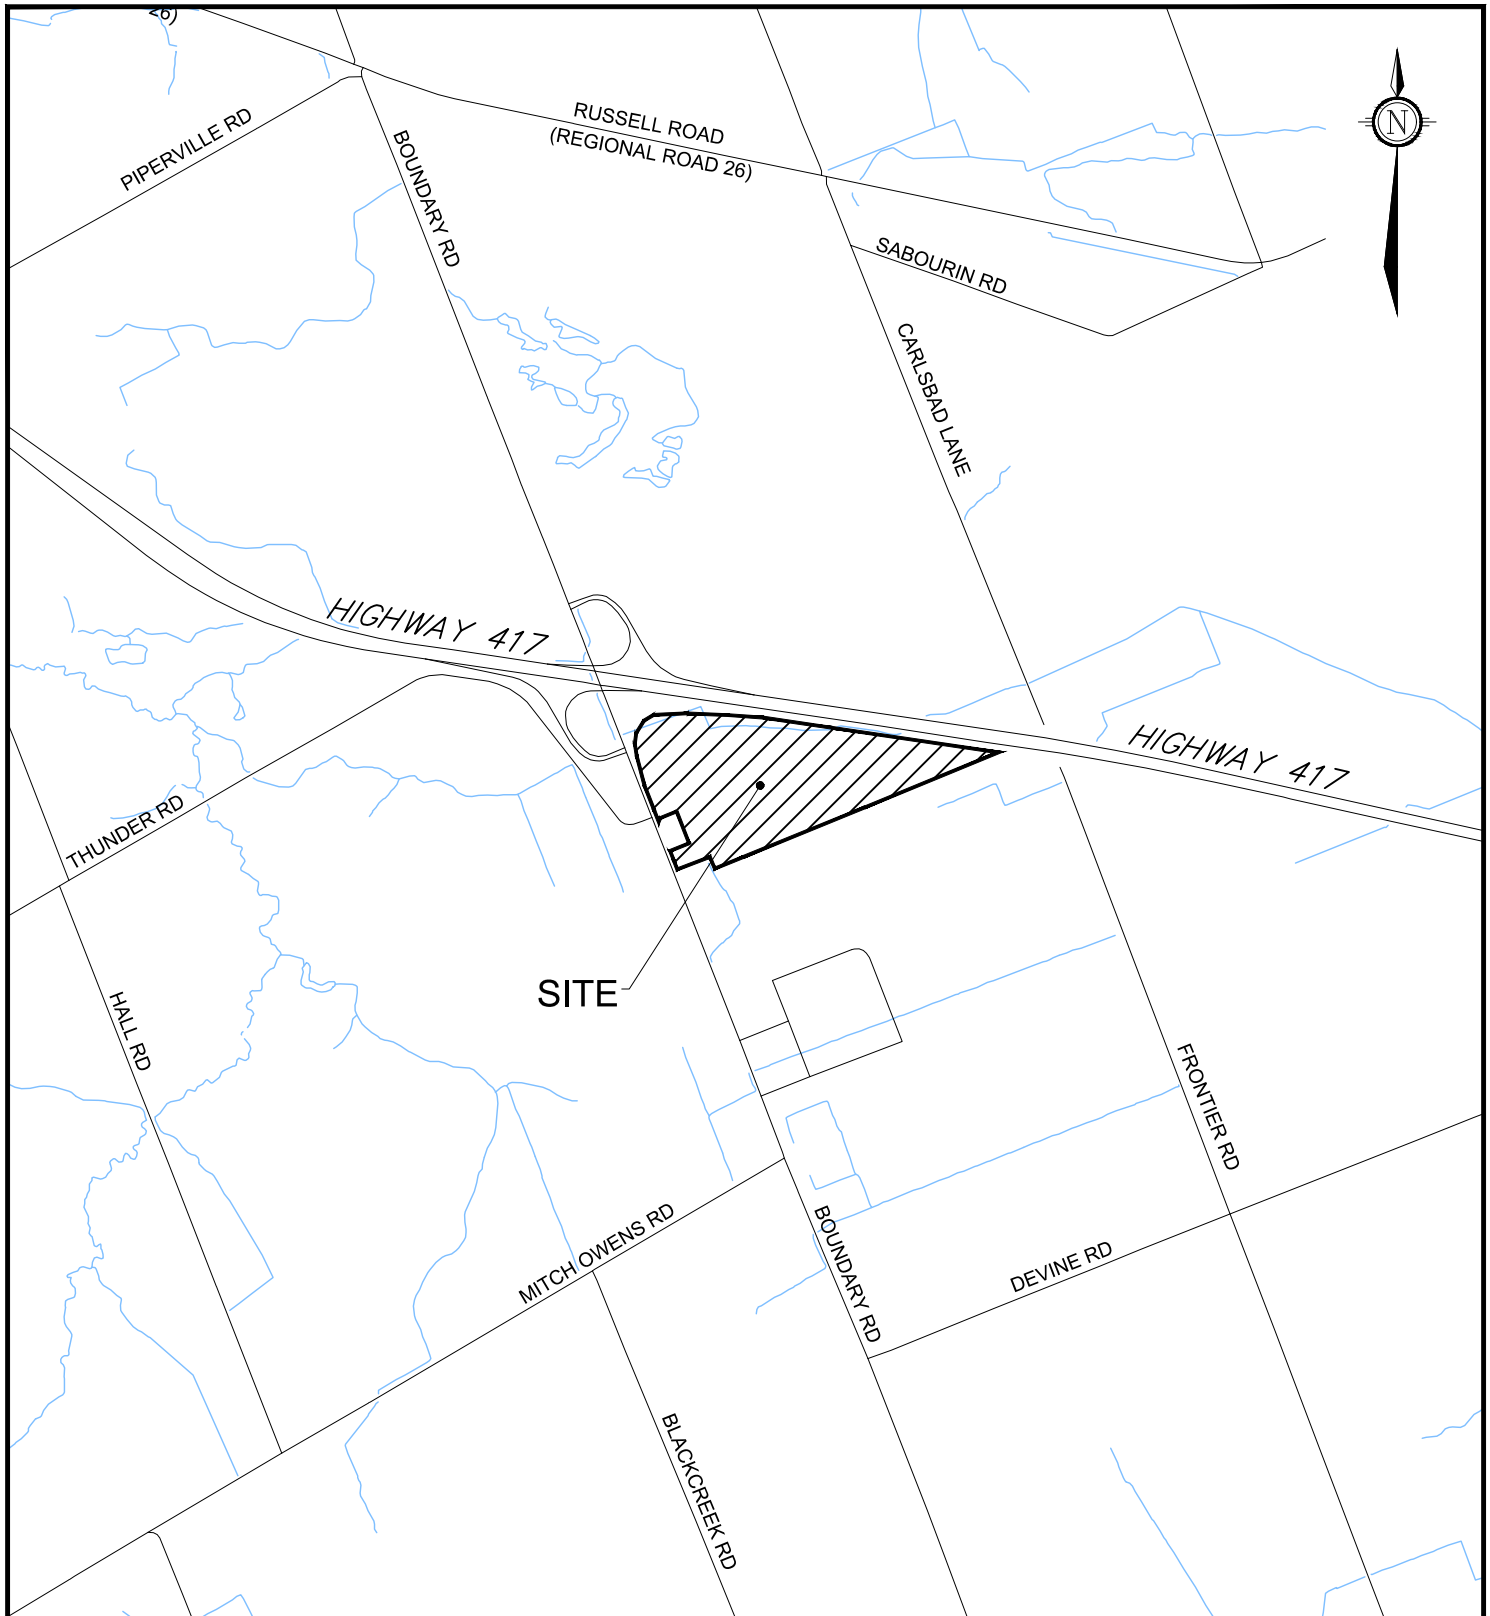 26)
N
PIPERVILLE RD
RUSSELL ROAD
(REGIONAL ROAD 26)
BOUNDARY RD
SABOURIN RD
CARLSBAD LANE
HIGHWAY 417
HIGHWAY 417
THUNDER RD
SITE
HALL RD
FRONTIER RD
MITCH OWENS RD
BOUNDARY RD
DEVINE RD
BLACKCREEK RD